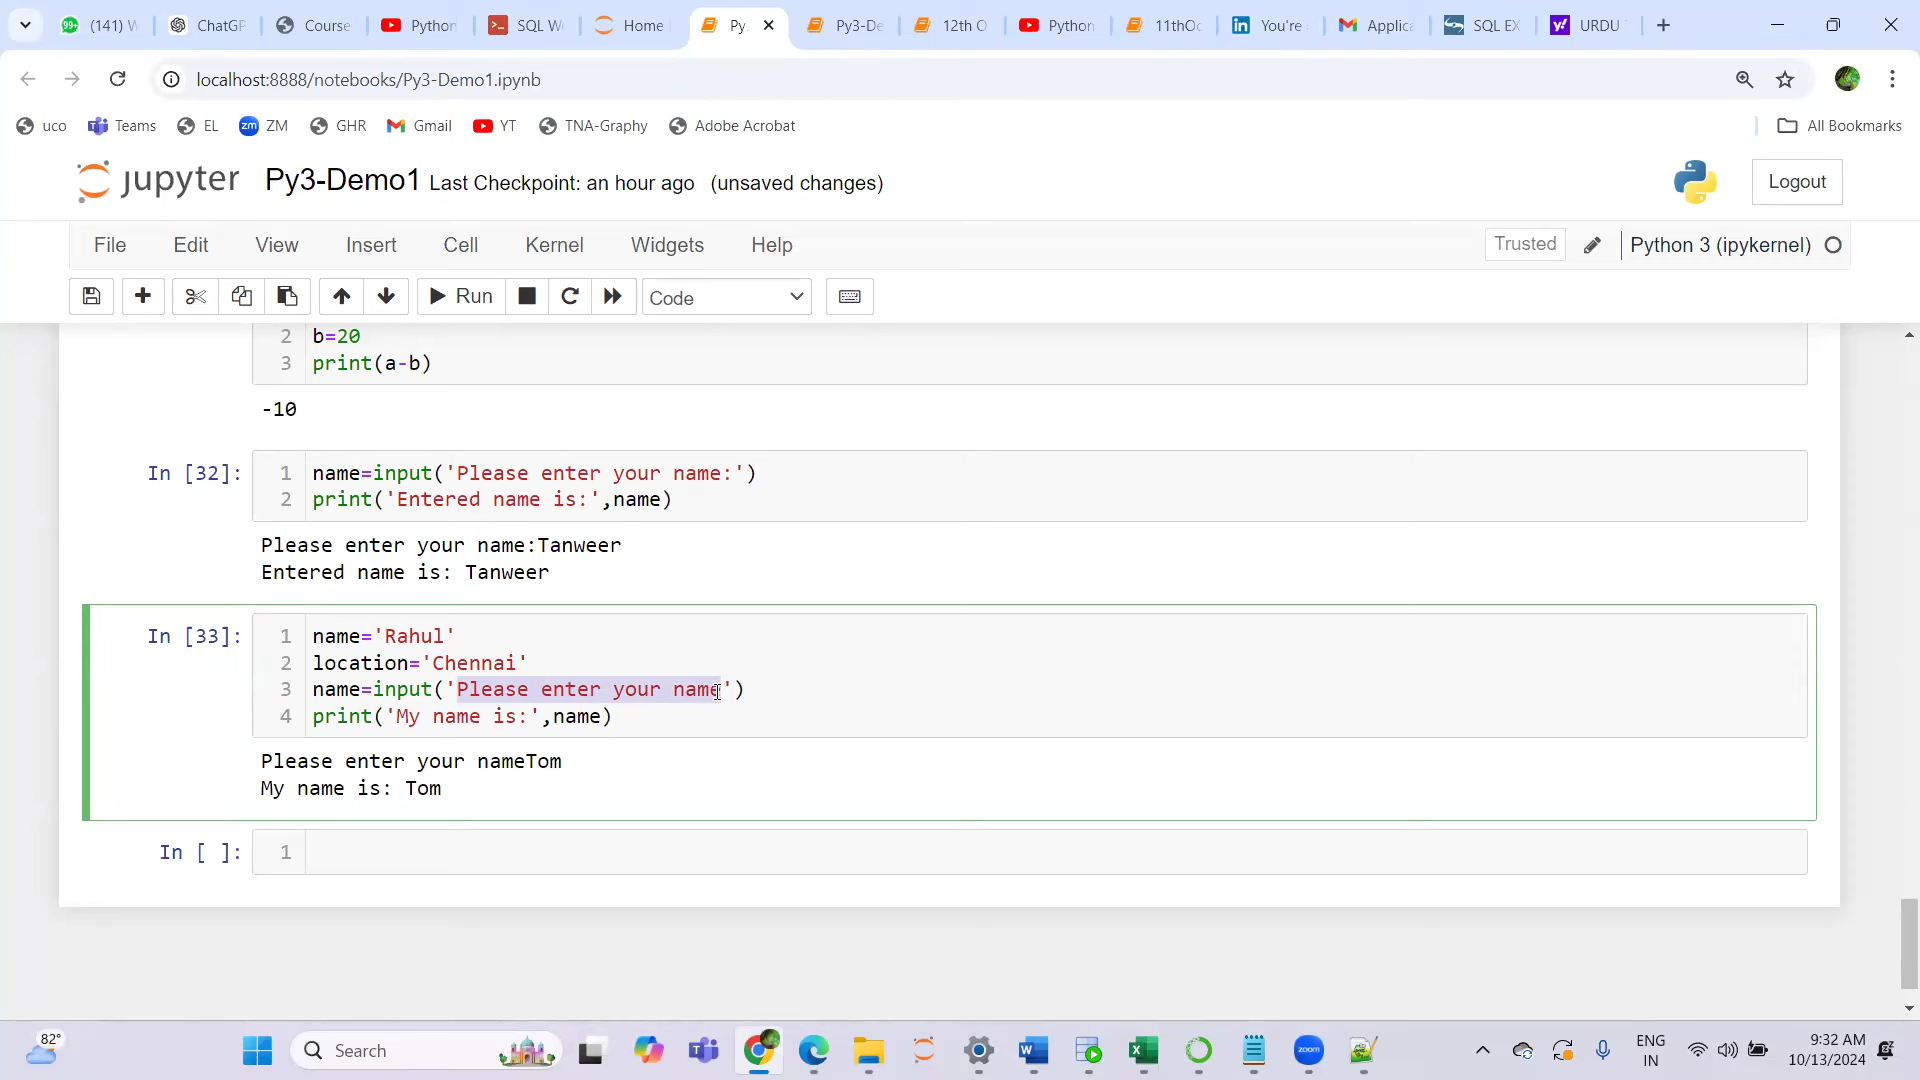 (141) W
ChatGP
Course
Python
SQL W
Home
Py
Py3-De
12th O
Python
11thOc
You're
Applica
SQL EX
URDU
localhost:8888/notebooks/Py3-Demo1.ipynb
uco
Teams
EL
ZM
GHR
Gmail
YT
TNA-Graphy
Adobe Acrobat
All Bookmarks
jupyter Py3-Demo1 Last Checkpoint: an hour ago (unsaved changes)
Logout
File Edit View Insert Cell Kernel Widgets Help
Trusted
Python 3 (ipykernel)
Run
Code
2 b=20
3 print(a-b)
-10
In [32]:
1 name=input('Please enter your name:')
2 print('Entered name is:',name)
Please enter your name:Tanweer
Entered name is: Tanweer
In [33]:
1 name='Rahul'
2 location='Chennai'
3 name=input('Please enter your name')
4 print('My name is:',name)
Please enter your nameTom
My name is: Tom
In [ ]:
1
82°
Search
zoom
ENG
IN
9:32 AM
10/13/2024